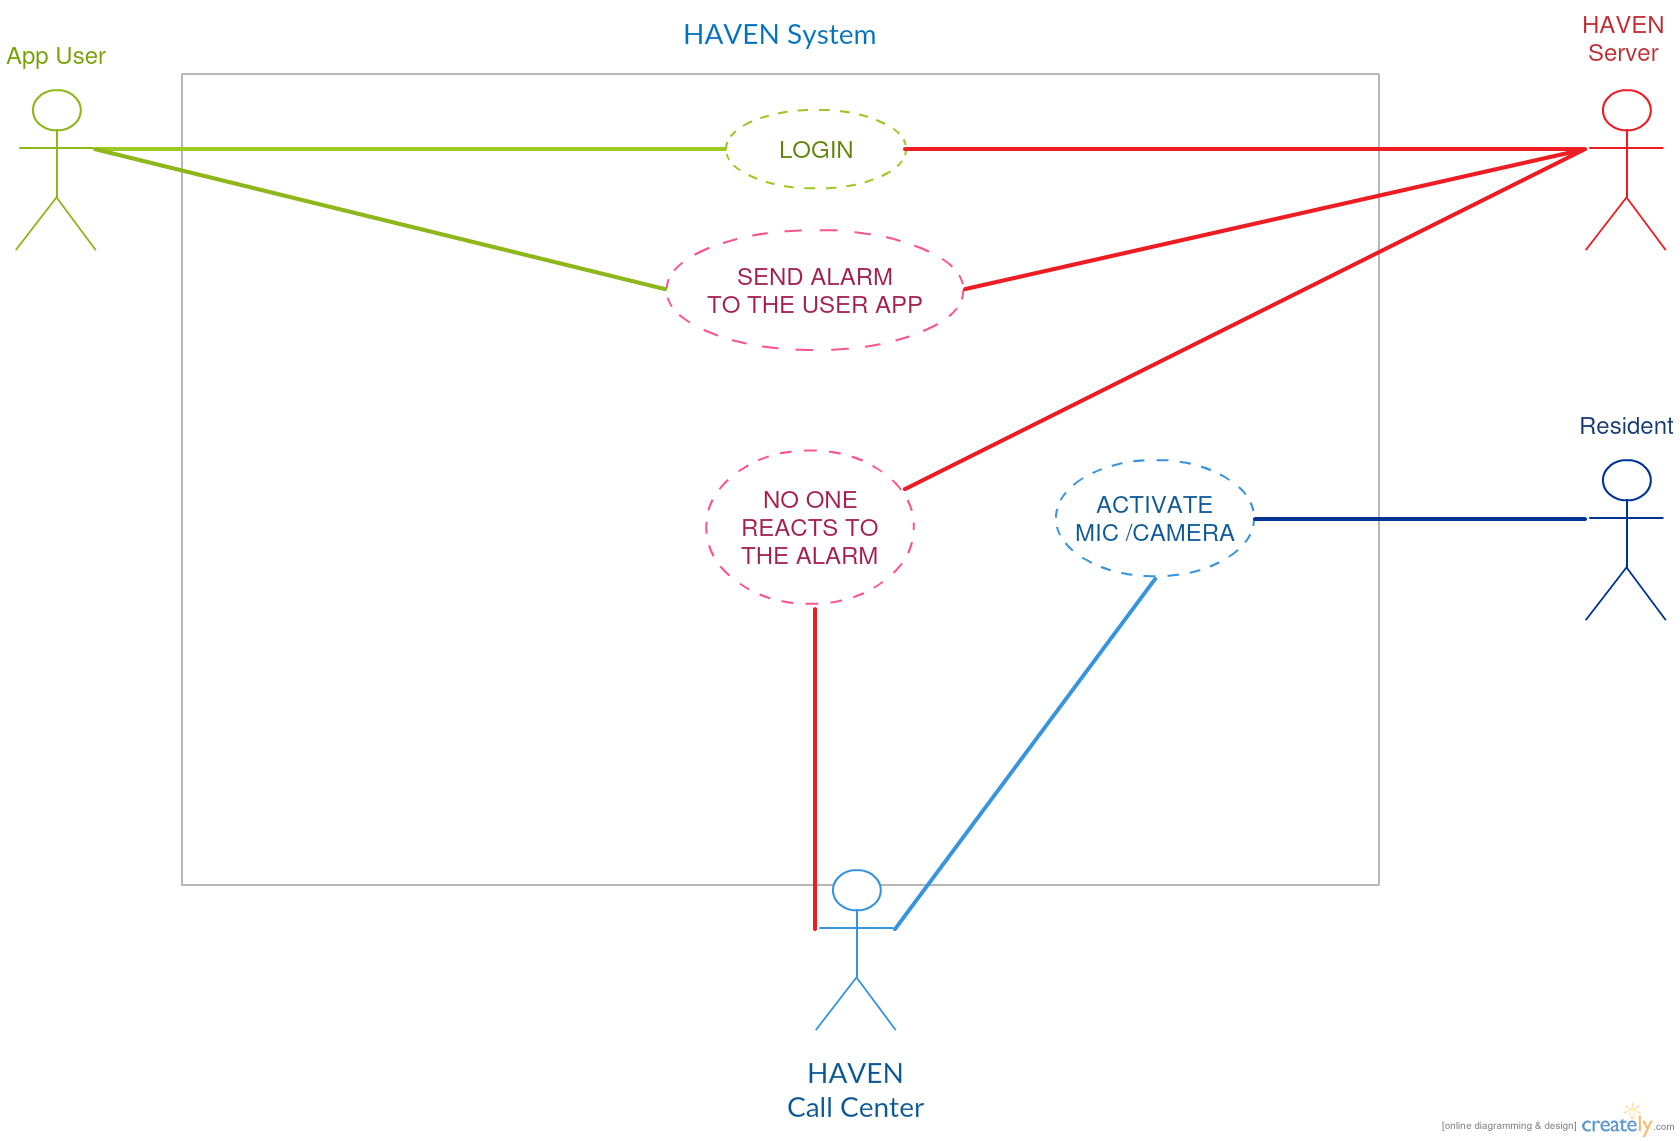 HAVEN System
App User
HAVEN
Server
LOGIN
SEND ALARM
TO THE USER APP
NO ONE
REACTS TO
THE ALARM
ACTIVATE
MIC /CAMERA
Resident
HAVEN
Call Center
[online diagramming & design] creately.com